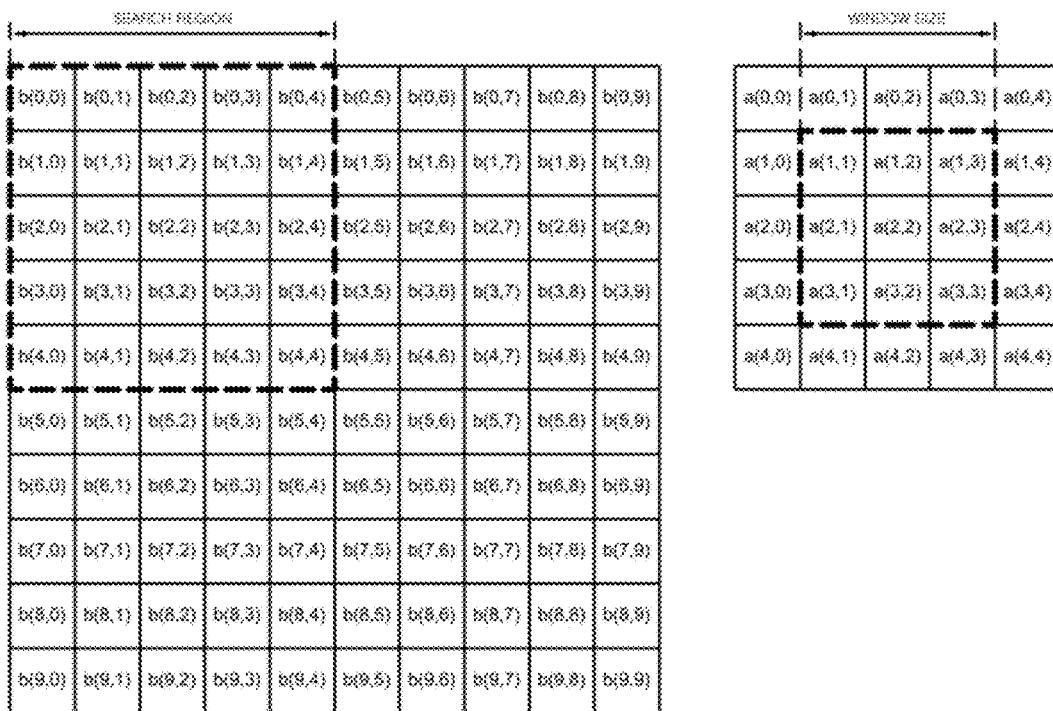 SEARCH REGION
WINDOW SIZE
b(0,0) b(0,1) b(0,2) b(0,3) b(0,4) b(0,5) b(0,6) b(0,7) b(0,8) b(0,9)
a(0,0) a(0,1) a(0,2) a(0,3) a(0,4)
b(1,0) b(1,1) b(1,2) b(1,3) b(1,4) b(1,5) b(1,6) b(1,7) b(1,8) b(1,9)
a(1,0) a(1,1) a(1,2) a(1,3) a(1,4)
b(2,0) b(2,1) b(2,2) b(2,3) b(2,4) b(2,5) b(2,6) b(2,7) b(2,8) b(2,9)
a(2,0) a(2,1) a(2,2) a(2,3) a(2,4)
b(3,0) b(3,1) b(3,2) b(3,3) b(3,4) b(3,5) b(3,6) b(3,7) b(3,8) b(3,9)
a(3,0) a(3,1) a(3,2) a(3,3) a(3,4)
b(4,0) b(4,1) b(4,2) b(4,3) b(4,4) b(4,5) b(4,6) b(4,7) b(4,8) b(4,9)
a(4,0) a(4,1) a(4,2) a(4,3) a(4,4)
b(5,0) b(5,1) b(5,2) b(5,3) b(5,4) b(5,5) b(5,6) b(5,7) b(5,8) b(5,9)
b(6,0) b(6,1) b(6,2) b(6,3) b(6,4) b(6,5) b(6,6) b(6,7) b(6,8) b(6,9)
b(7,0) b(7,1) b(7,2) b(7,3) b(7,4) b(7,5) b(7,6) b(7,7) b(7,8) b(7,9)
b(8,0) b(8,1) b(8,2) b(8,3) b(8,4) b(8,5) b(8,6) b(8,7) b(8,8) b(8,9)
b(9,0) b(9,1) b(9,2) b(9,3) b(9,4) b(9,5) b(9,6) b(9,7) b(9,8) b(9,9)